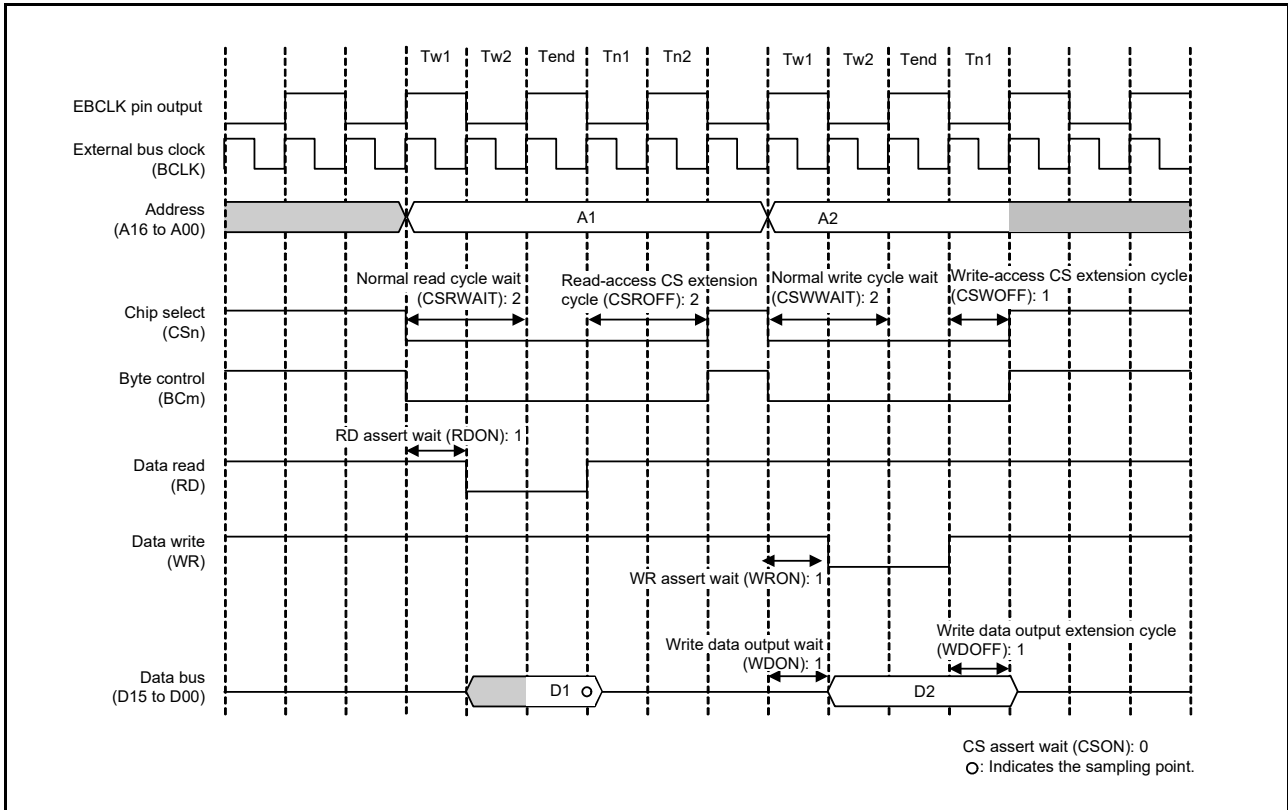 Tw1 Tw2 Tend Tn1 Tn2 Tw1 Tw2 Tend Tn1
EBCLK pin output
External bus clock
(BCLK)
Address
(A16 to A00)
A1 A2
Normal read cycle wait
(CSRWAIT): 2
Read-access CS extension
cycle (CSROFF): 2
Normal write cycle wait
(CSWWAIT): 2
Write-access CS extension cycle
(CSWOFF): 1
Chip select
(CSn)
Byte control
(BCm)
RD assert wait (RDON): 1
Data read
(RD)
Data write
(WR)
WR assert wait (WRON): 1
Write data output wait
(WDON): 1
Write data output extension cycle
(WDOFF): 1
Data bus
(D15 to D00)
D1 D2
CS assert wait (CSON): 0
: Indicates the sampling point.